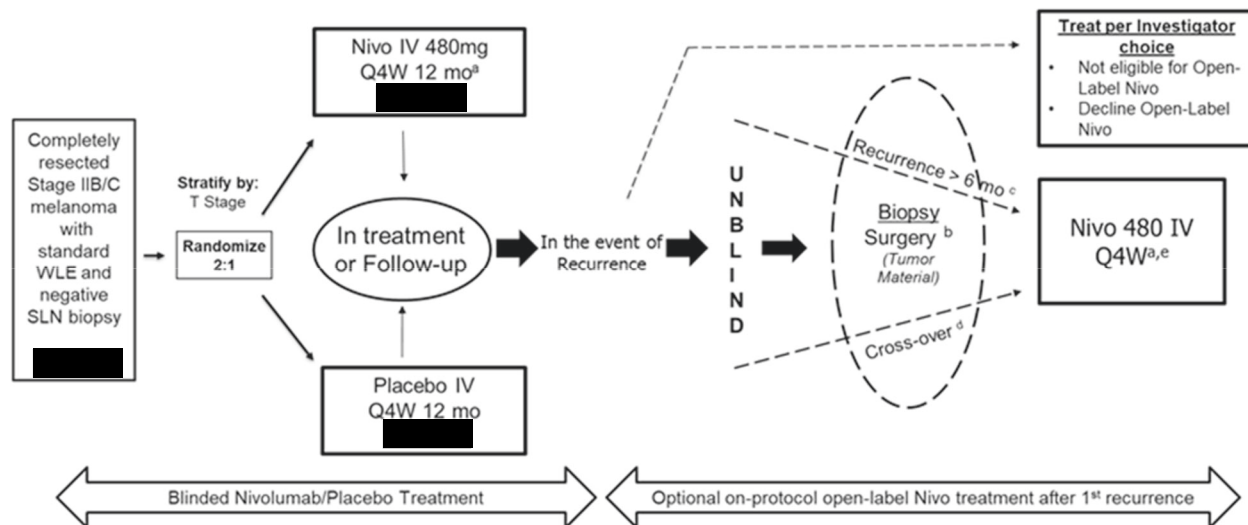 Completely
resected
Stage IIB/C
melanoma
with
standard
WLE and
negative
SLN biopsy
Stratify by:
T Stage
Randomize
2:1
Nivo IV 480mg
Q4W 12 moᵃ
In treatment
or Follow-up
Placebo IV
Q4W 12 mo
In the event of
Recurrence
U
N
B
L
I
N
D
Recurrence > 6 mo ᶜ
Biopsy
Surgery ᵇ
(Tumor
Material)
Cross-over ᵈ
Treat per Investigator
choice
• Not eligible for Open-
Label Nivo
• Decline Open-Label
Nivo
Nivo 480 IV
Q4Wᵃ,ᵉ
Blinded Nivolumab/Placebo Treatment
Optional on-protocol open-label Nivo treatment after 1ˢᵗ recurrence